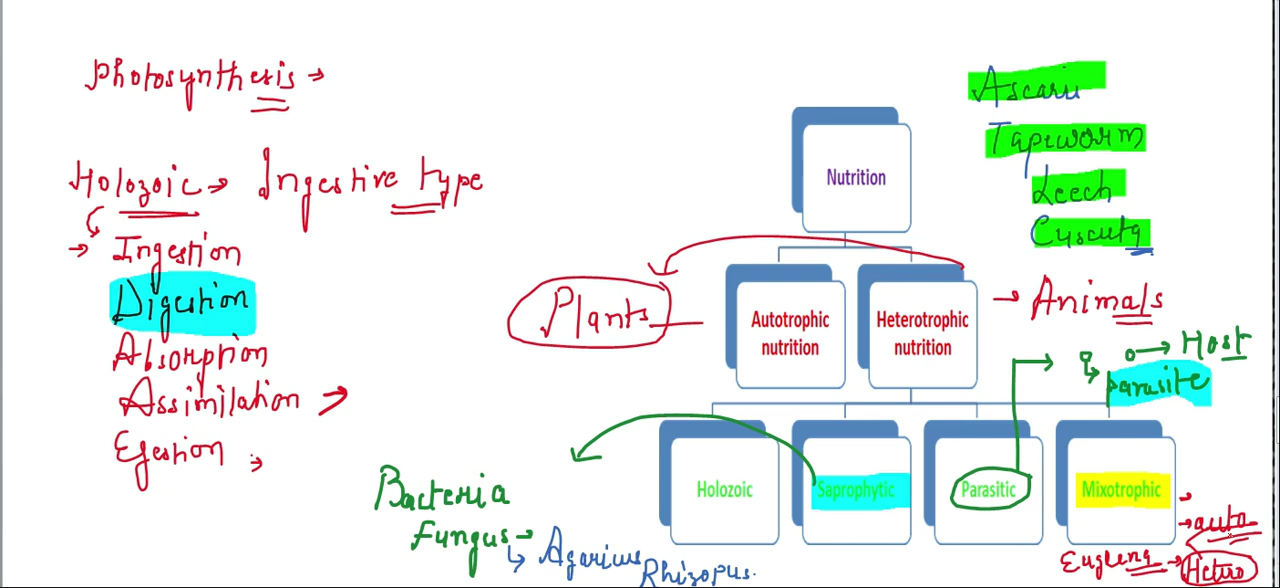 Photosynthesis →
Holozoic → Ingestive type
→ Ingestion
Digestion
Absorption
Assimilation →
Egestion →
Ascaris
Tapeworm
Leech
Cuscuta
Nutrition
Plants
Autotrophic
nutrition
Heterotrophic
nutrition
→ Animals
→ Host
parasite
Holozoic
Saprophytic
Parasitic
Mixotrophic
Bacteria
Fungus →
Agarius
Rhizopus.
→ auto
Euglena →
Hetro